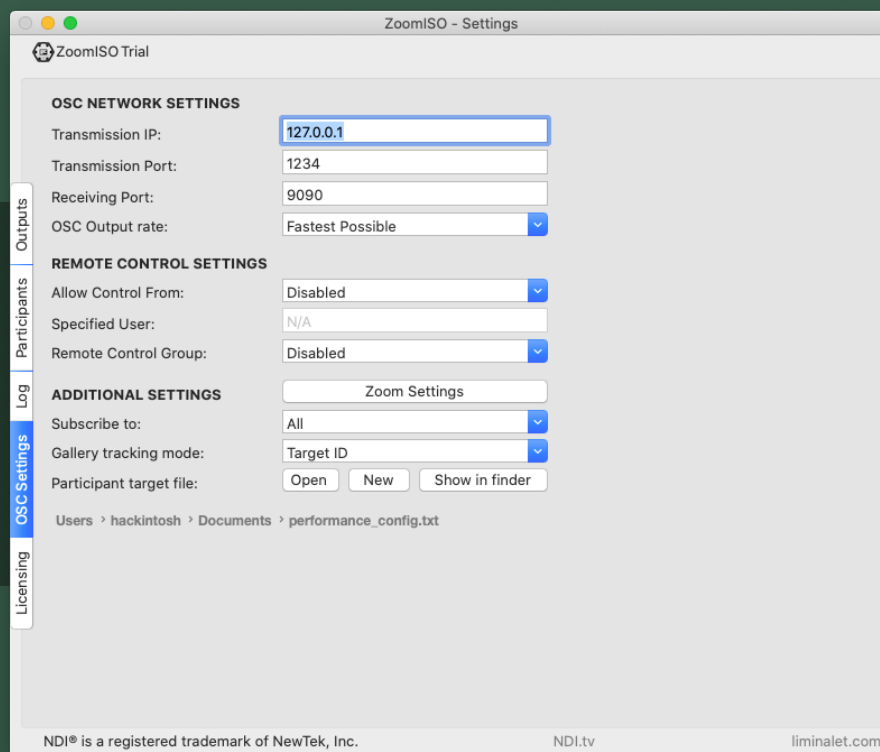 ZoomISO - Settings
ZoomISO Trial
OSC NETWORK SETTINGS
Transmission IP: 127.0.0.1
Transmission Port: 1234
Receiving Port: 9090
OSC Output rate: Fastest Possible
REMOTE CONTROL SETTINGS
Allow Control From: Disabled
Specified User: N/A
Remote Control Group: Disabled
ADDITIONAL SETTINGS Zoom Settings
Subscribe to: All
Gallery tracking mode: Target ID
Participant target file: Open New Show in finder
Users › hackintosh › Documents › performance_config.txt
Outputs
Participants
Log
OSC Settings
Licensing
NDI® is a registered trademark of NewTek, Inc. NDI.tv liminalet.com